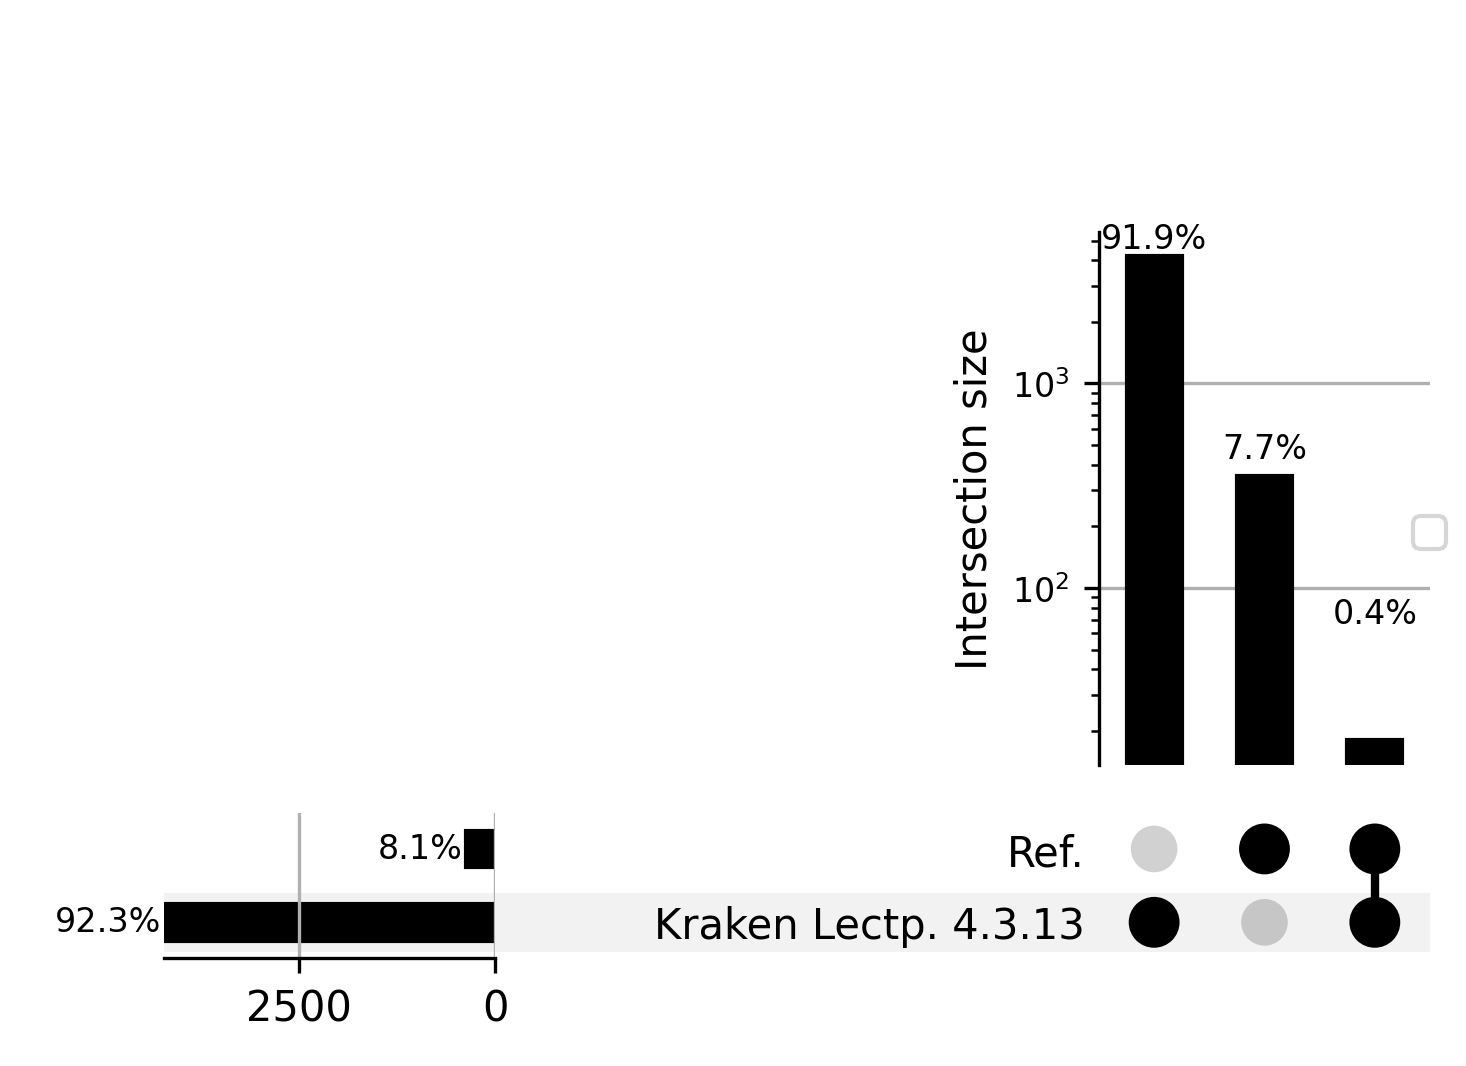 91.9%
10³
7.7%
Intersection size
10²
0.4%
8.1%
Ref.
92.3%
Kraken Lectp. 4.3.13
2500 0